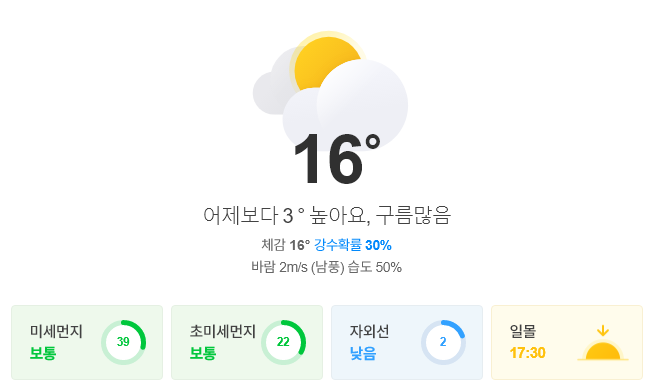 16°
어제보다 3° 높아요, 구름많음
체감 16° 강수확률 30%
바람 2m/s (남풍) 습도 50%
미세먼지
보통
39
초미세먼지
보통
22
자외선
낮음
2
일몰
17:30